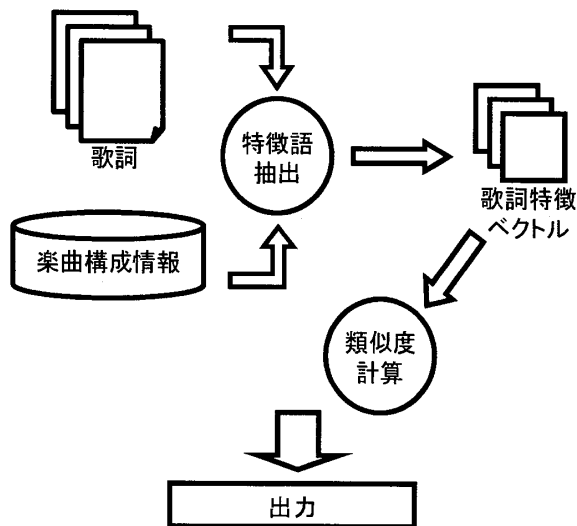 歌詞
特徴語
抽出
歌詞特徴
ベクトル
楽曲構成情報
類似度
計算
出力